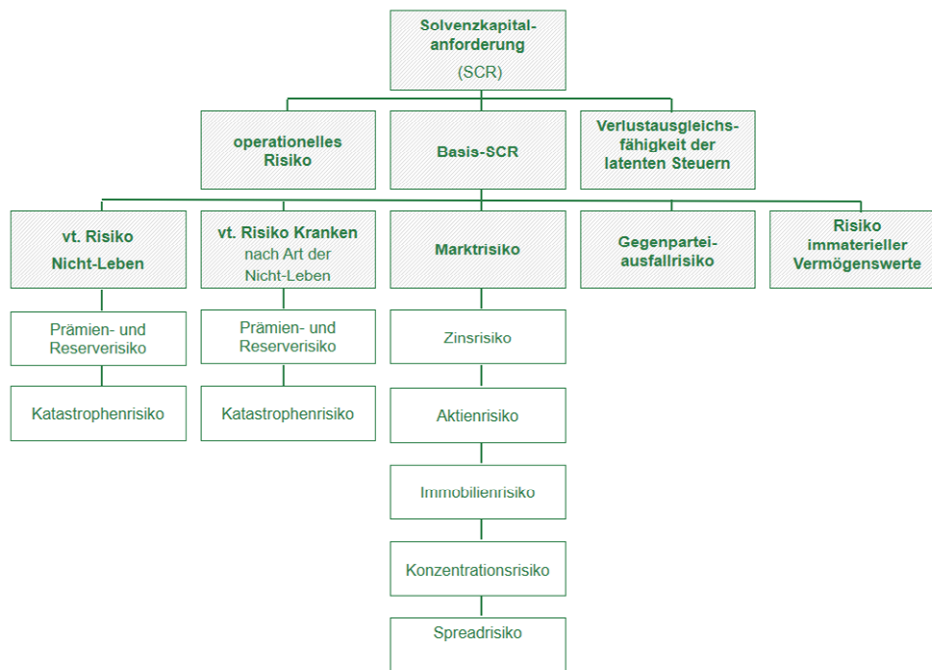 Solvenzkapital-
anforderung
(SCR)
operationelles
Risiko
Basis-SCR
Verlustausgleichs-
fähigkeit der
latenten Steuern
vt. Risiko
Nicht-Leben
vt. Risiko Kranken
nach Art der
Nicht-Leben
Marktrisiko
Gegenpartei-
ausfallrisiko
Risiko
immaterieller
Vermögenswerte
Prämien- und
Reserverisiko
Prämien- und
Reserverisiko
Zinsrisiko
Katastrophenrisiko
Katastrophenrisiko
Aktienrisiko
Immobilienrisiko
Konzentrationsrisiko
Spreadrisiko